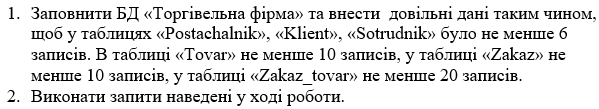 1. Заповнити БД «Торгівельна фірма» та внести довільні дані таким чином,
щоб у таблицях «Postachalnik», «Klient», «Sotrudnik» було не менше 6
записів. В таблиці «Tovar» не менше 10 записів, у таблиці «Zakaz» не
менше 10 записів, у таблиці «Zakaz_tovar» не менше 20 записів.
2. Виконати запити наведені у ході роботи.